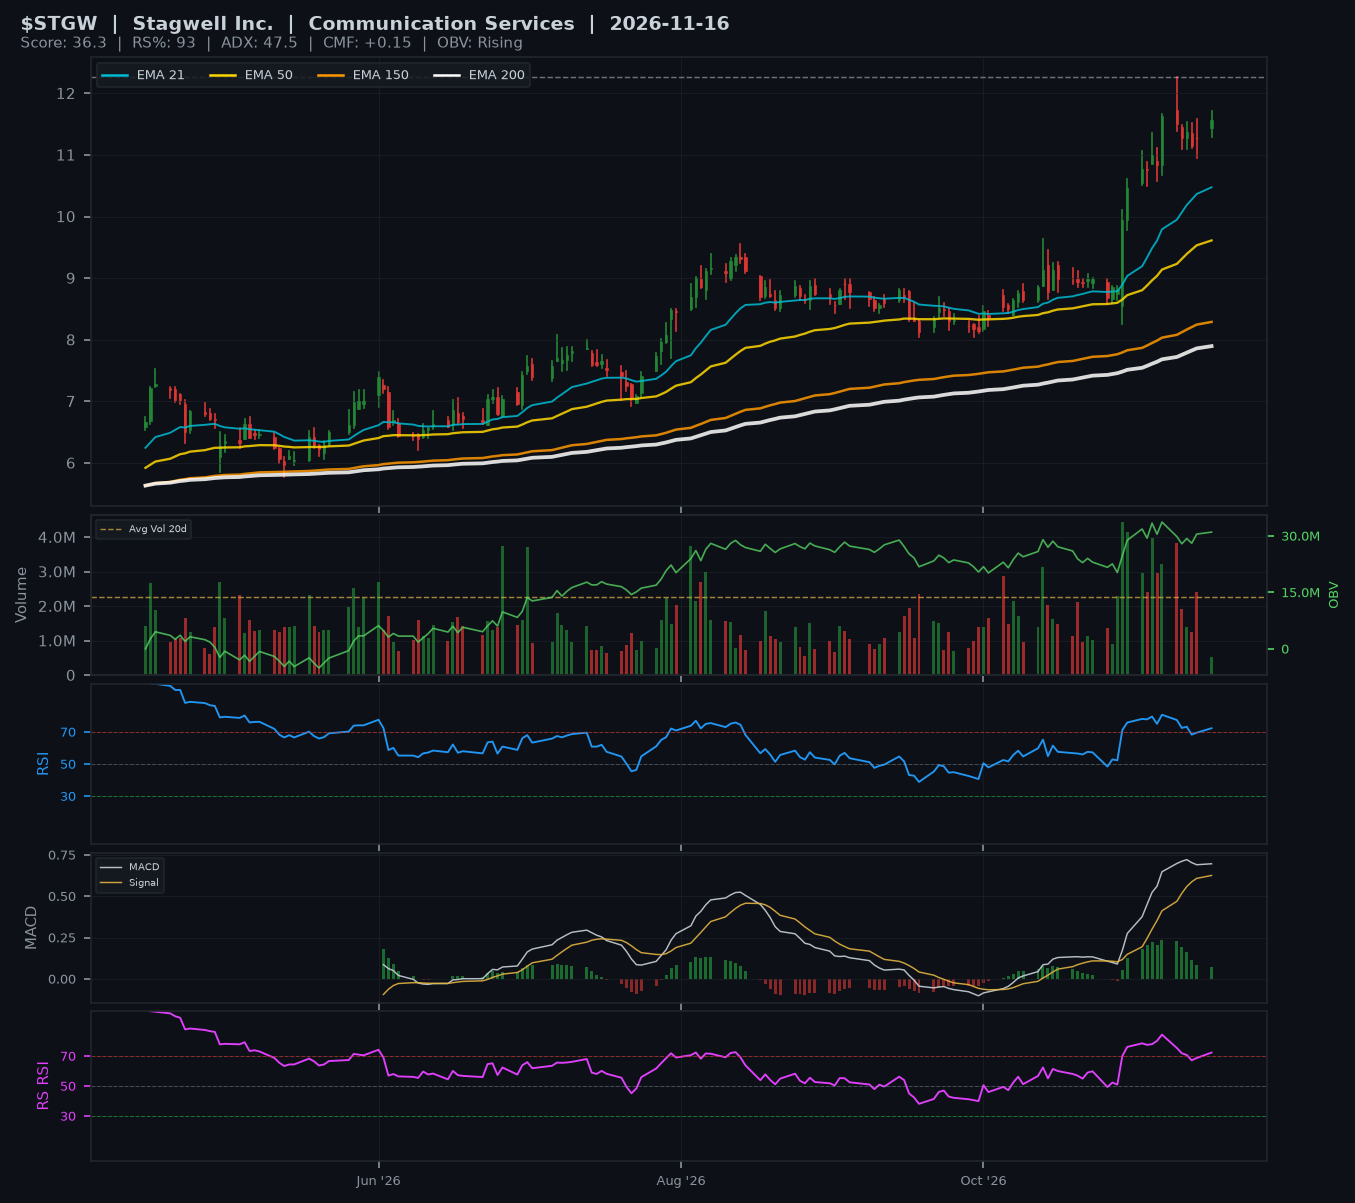 $STGW | Stagwell Inc. | Communication Services | 2026-11-16
Score: 36.3 | RS%: 93 | ADX: 47.5 | CMF: +0.15 | OBV: Rising
EMA 21
EMA 50
EMA 150
EMA 200
12
11
10
9
8
7
6
Avg Vol 20d
Volume
4.0M
3.0M
2.0M
1.0M
0
30.0M
15.0M
0
OBV
RSI
70
50
30
MACD
Signal
MACD
0.75
0.50
0.25
0.00
RS RSI
70
50
30
Jun '26
Aug '26
Oct '26